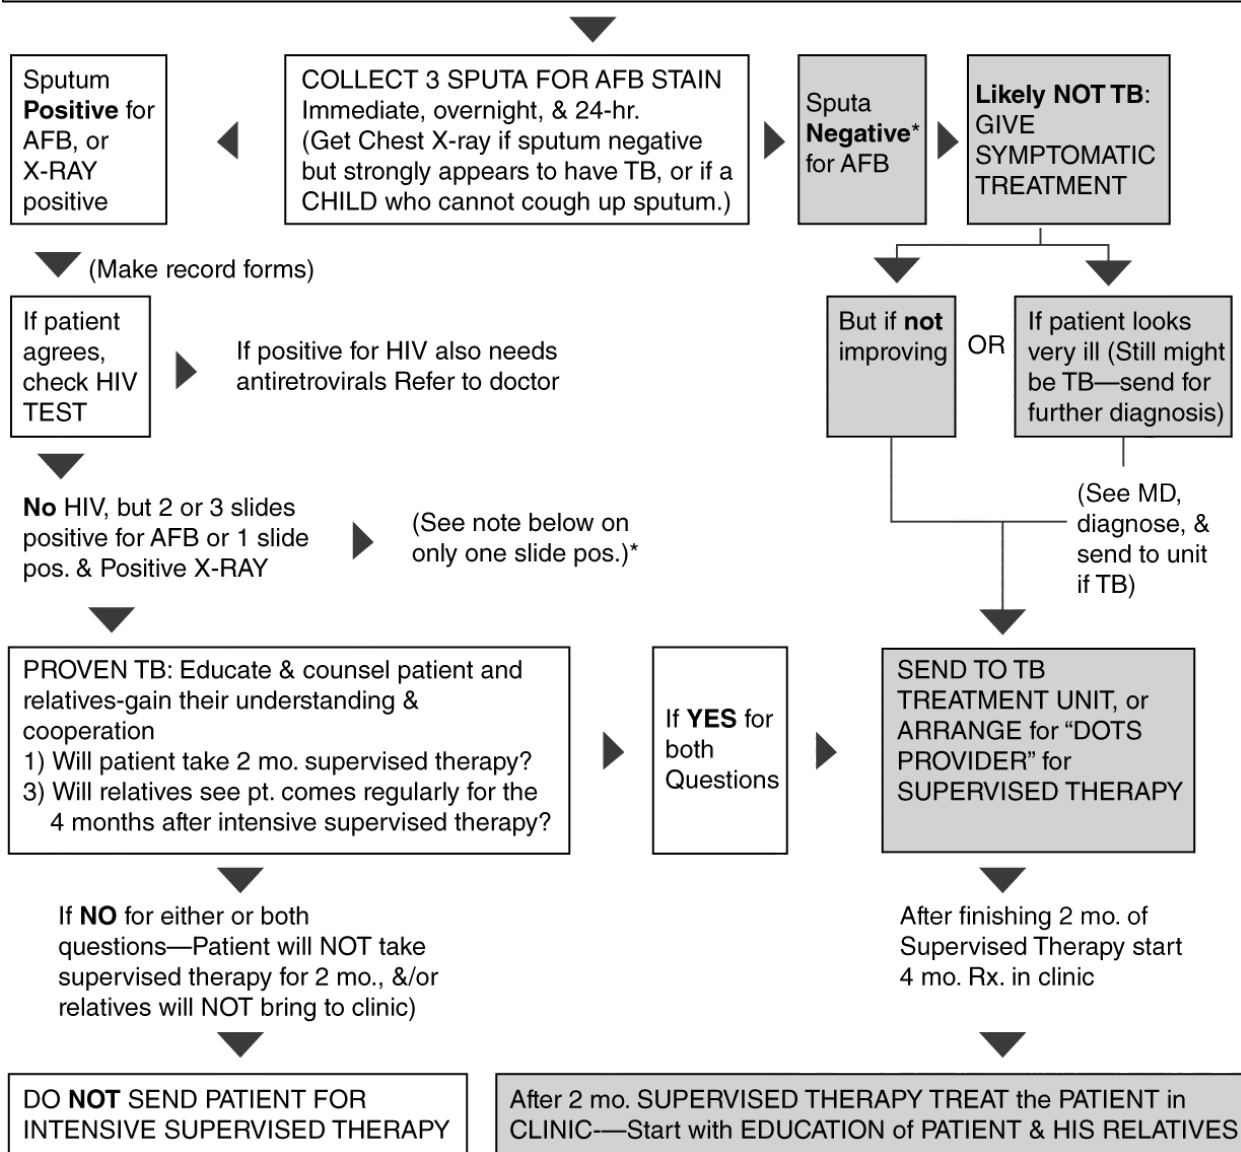 COLLECT 3 SPUTA FOR AFB STAIN
Immediate, overnight, & 24-hr.
(Get Chest X-ray if sputum negative
but strongly appears to have TB, or if a
CHILD who cannot cough up sputum.)
Sputum
Positive for
AFB, or
X-RAY
positive
Sputa
Negative*
for AFB
Likely NOT TB:
GIVE
SYMPTOMATIC
TREATMENT
(Make record forms)
If patient
agrees,
check HIV
TEST
If positive for HIV also needs
antiretrovirals Refer to doctor
But if not
improving
OR
If patient looks
very ill (Still might
be TB—send for
further diagnosis)
No HIV, but 2 or 3 slides
positive for AFB or 1 slide
pos. & Positive X-RAY
(See note below on
only one slide pos.)*
(See MD,
diagnose, &
send to unit
if TB)
PROVEN TB: Educate & counsel patient and
relatives-gain their understanding &
cooperation
1) Will patient take 2 mo. supervised therapy?
3) Will relatives see pt. comes regularly for the
4 months after intensive supervised therapy?
If YES for
both
Questions
SEND TO TB
TREATMENT UNIT, or
ARRANGE for “DOTS
PROVIDER” for
SUPERVISED THERAPY
If NO for either or both
questions—Patient will NOT take
supervised therapy for 2 mo., &/or
relatives will NOT bring to clinic)
After finishing 2 mo. of
Supervised Therapy start
4 mo. Rx. in clinic
DO NOT SEND PATIENT FOR
INTENSIVE SUPERVISED THERAPY
After 2 mo. SUPERVISED THERAPY TREAT the PATIENT in
CLINIC-—Start with EDUCATION of PATIENT & HIS RELATIVES